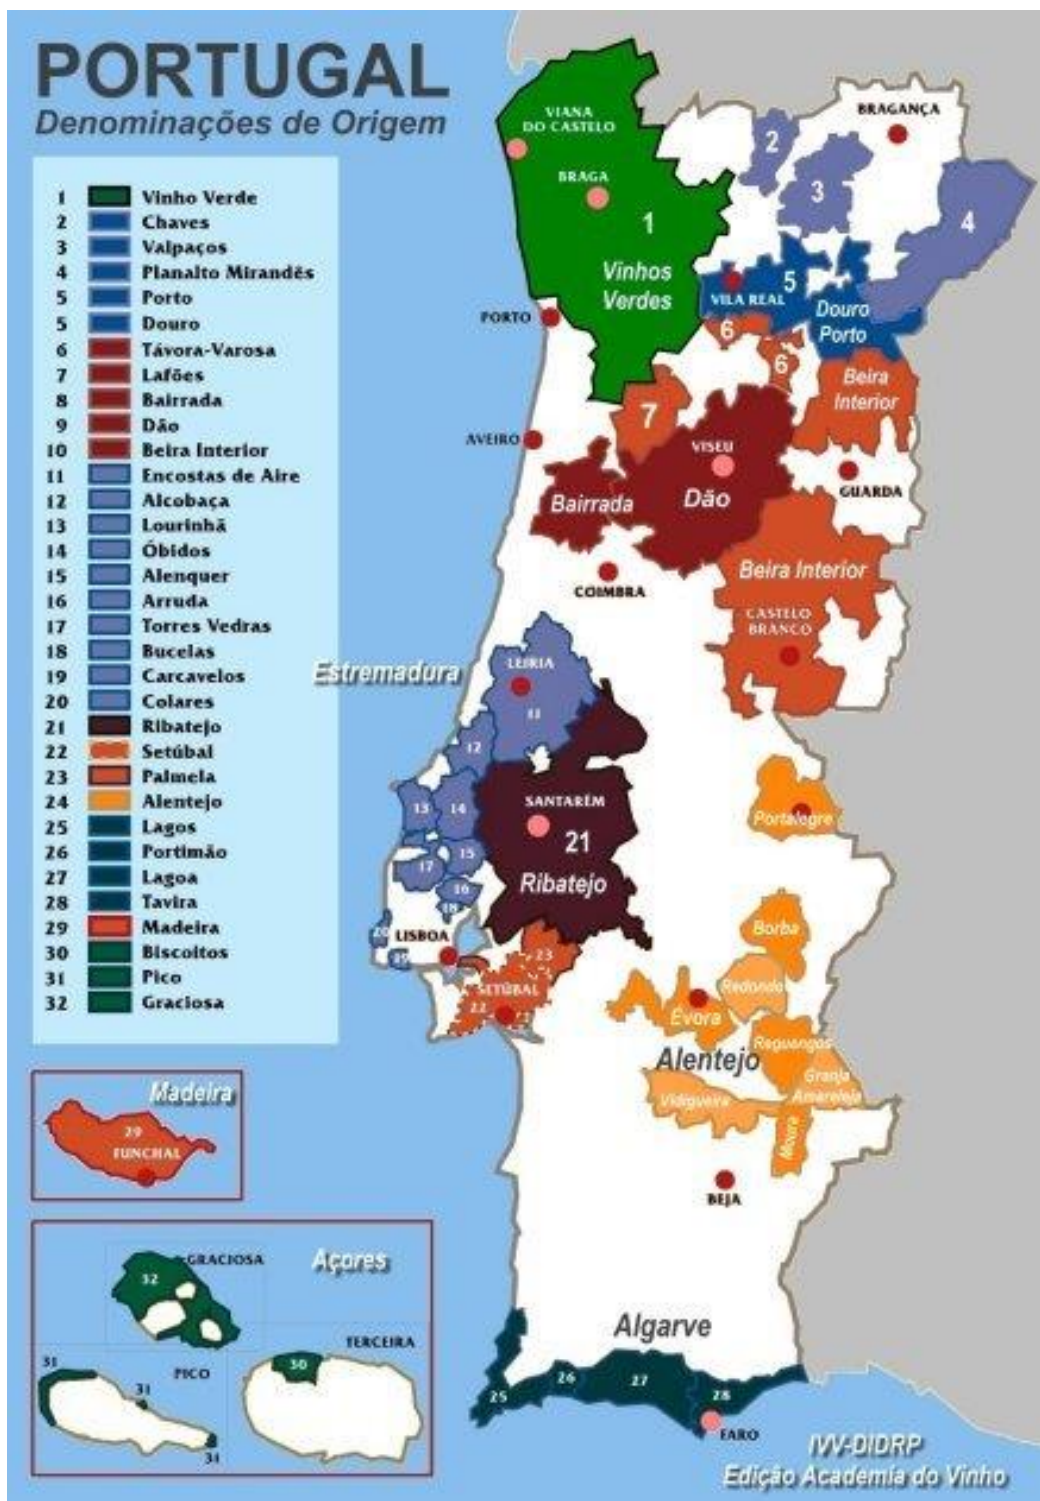 PORTUGAL
Denominações de Origem
1 Vinho Verde
2 Chaves
3 Valpaços
4 Planalto Mirandês
5 Porto
5 Douro
6 Távora-Varosa
7 Lafões
8 Bairrada
9 Dão
10 Beira Interior
11 Encostas de Aire
12 Alcobaça
13 Lourinhã
14 Óbidos
15 Alenquer
16 Arruda
17 Torres Vedras
18 Bucelas
19 Carcavelos
20 Colares
21 Ribatejo
22 Setúbal
23 Palmela
24 Alentejo
25 Lagos
26 Portimão
27 Lagoa
28 Tavira
29 Madeira
30 Biscoitos
31 Pico
32 Graciosa
VIANA
DO CASTELO
BRAGA
1
Vinhos
Verdes
BRAGANÇA
2
3
4
5
VILA REAL
Douro
Porto
PORTO
6
6
Beira
Interior
7
AVEIRO
VISEU
Dão
GUARDA
Bairrada
Beira Interior
COIMBRA
CASTELO
BRANCO
Estremadura
LEIRIA
11
12
13
14
SANTARÉM
21
Ribatejo
15
17
16
18
20
19
LISBOA
23
SETÚBAL
22
Portalegre
Borba
Redondo
Évora
Reguengos
Alentejo
Granja
Amareleja
Vidigueira
Moura
BEJA
Algarve
25
26
27
28
FARO
Madeira
29
FUNCHAL
Açores
GRACIOSA
32
TERCEIRA
30
PICO
31
31
31
IVV-DIDRP
Edição Academia do Vinho